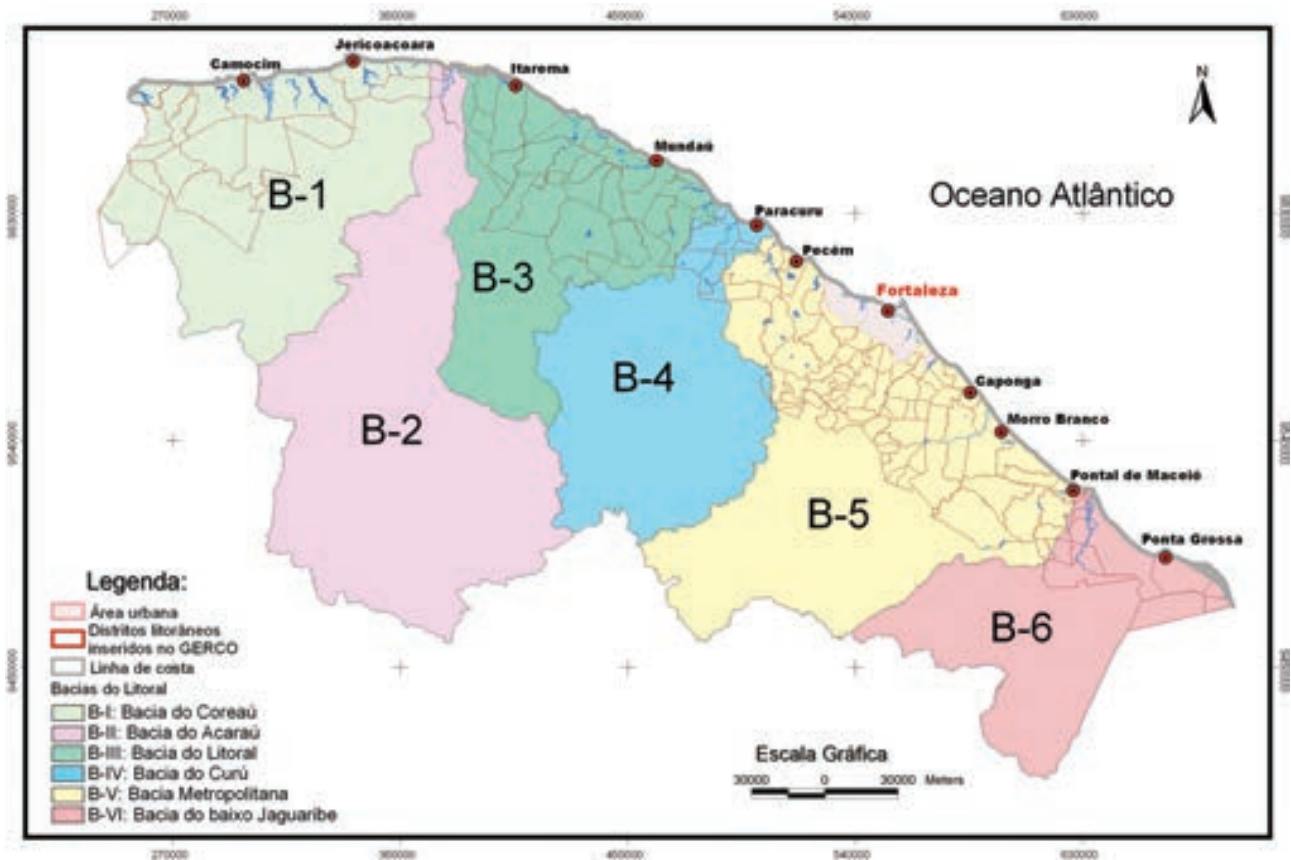 270000 360000 450000 540000 630000
Camocim
Jericoacoara
Itarema
Mundaú
Paracuru
Pecém
Fortaleza
Caponga
Morro Branco
Pontal de Maceió
Ponta Grossa
N
Oceano Atlântico
B-1
B-2
B-3
B-4
B-5
B-6
9630000
9540000
9450000
Legenda:
Área urbana
Distritos litorâneos
inseridos no GERCO
Linha de costa
Bacias do Litoral
B-I: Bacia do Coreaú
B-II: Bacia do Acaraú
B-III: Bacia do Litoral
B-IV: Bacia do Curú
B-V: Bacia Metropolitana
B-VI: Bacia do baixo Jaguaribe
Escala Gráfica
30000 0 30000 Meters
270000 360000 450000 540000 630000